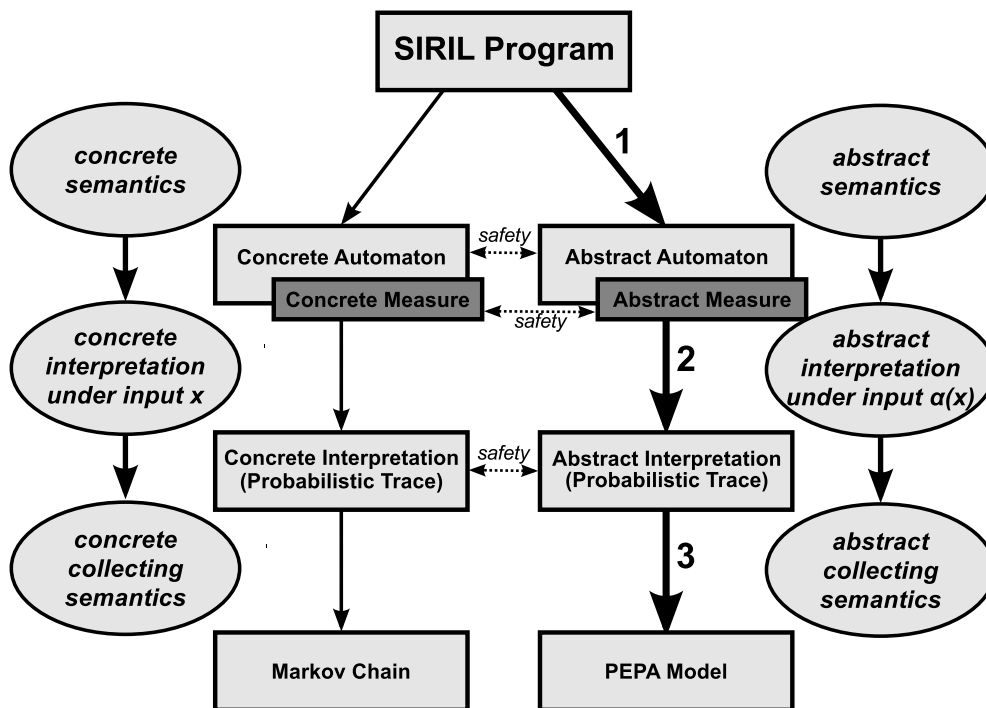 SIRIL Program
1
concrete
semantics
abstract
semantics
safety
Concrete Automaton
Abstract Automaton
Concrete Measure
Abstract Measure
safety
concrete
interpretation
under input x
2
abstract
interpretation
under input α(x)
safety
Concrete Interpretation
(Probabilistic Trace)
Abstract Interpretation
(Probabilistic Trace)
concrete
collecting
semantics
3
abstract
collecting
semantics
Markov Chain
PEPA Model